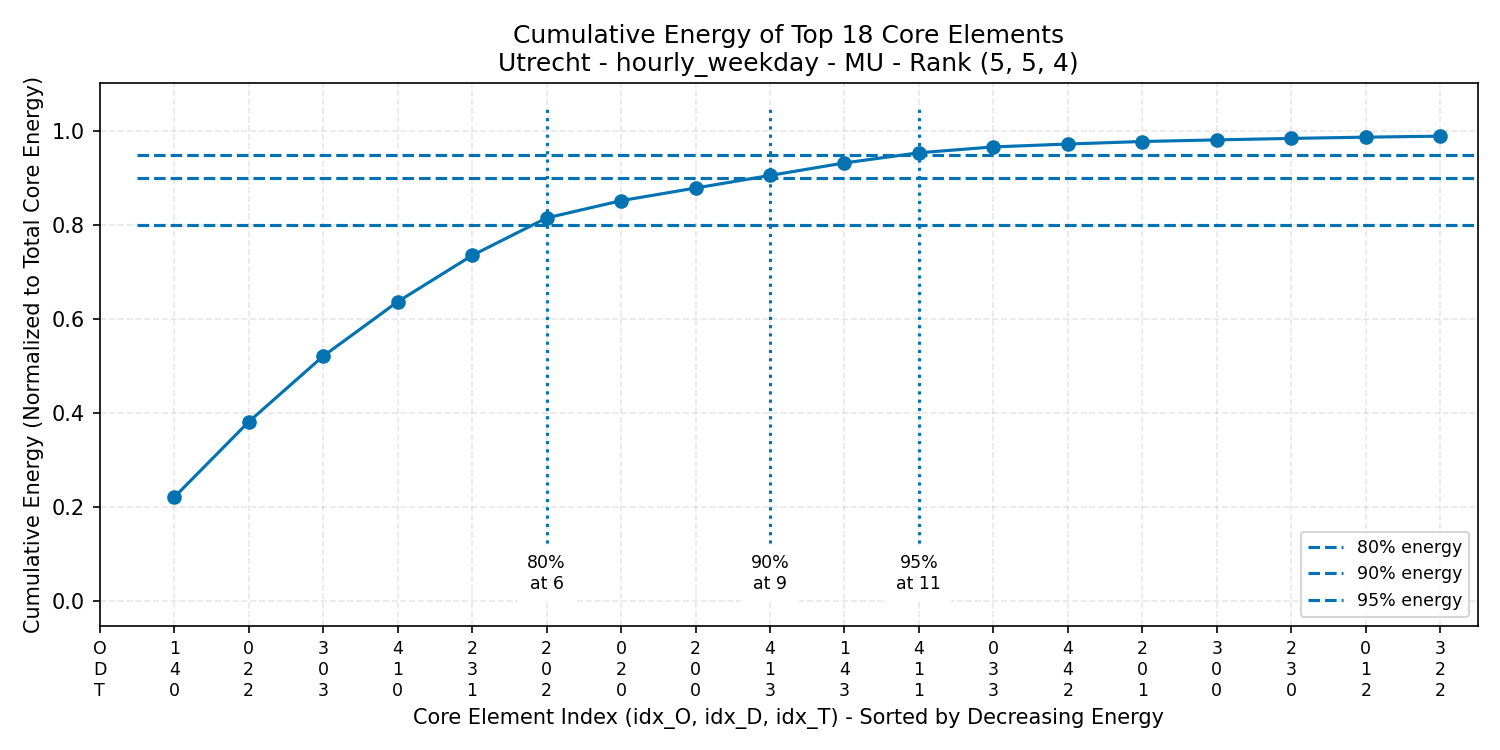 Cumulative Energy of Top 18 Core Elements
Utrecht - hourly_weekday - MU - Rank (5, 5, 4)
Cumulative Energy (Normalized to Total Core Energy)
1.0
0.8
0.6
0.4
0.2
0.0
80%
at 6
90%
at 9
95%
at 11
80% energy
90% energy
95% energy
O 1 0 3 4 2 2 0 2 4 1 4 0 4 2 3 2 0 3
D 4 2 0 1 3 0 2 0 1 4 1 3 4 0 0 3 1 2
T 0 2 3 0 1 2 0 0 3 3 1 3 2 1 0 0 2 2
Core Element Index (idx_O, idx_D, idx_T) - Sorted by Decreasing Energy